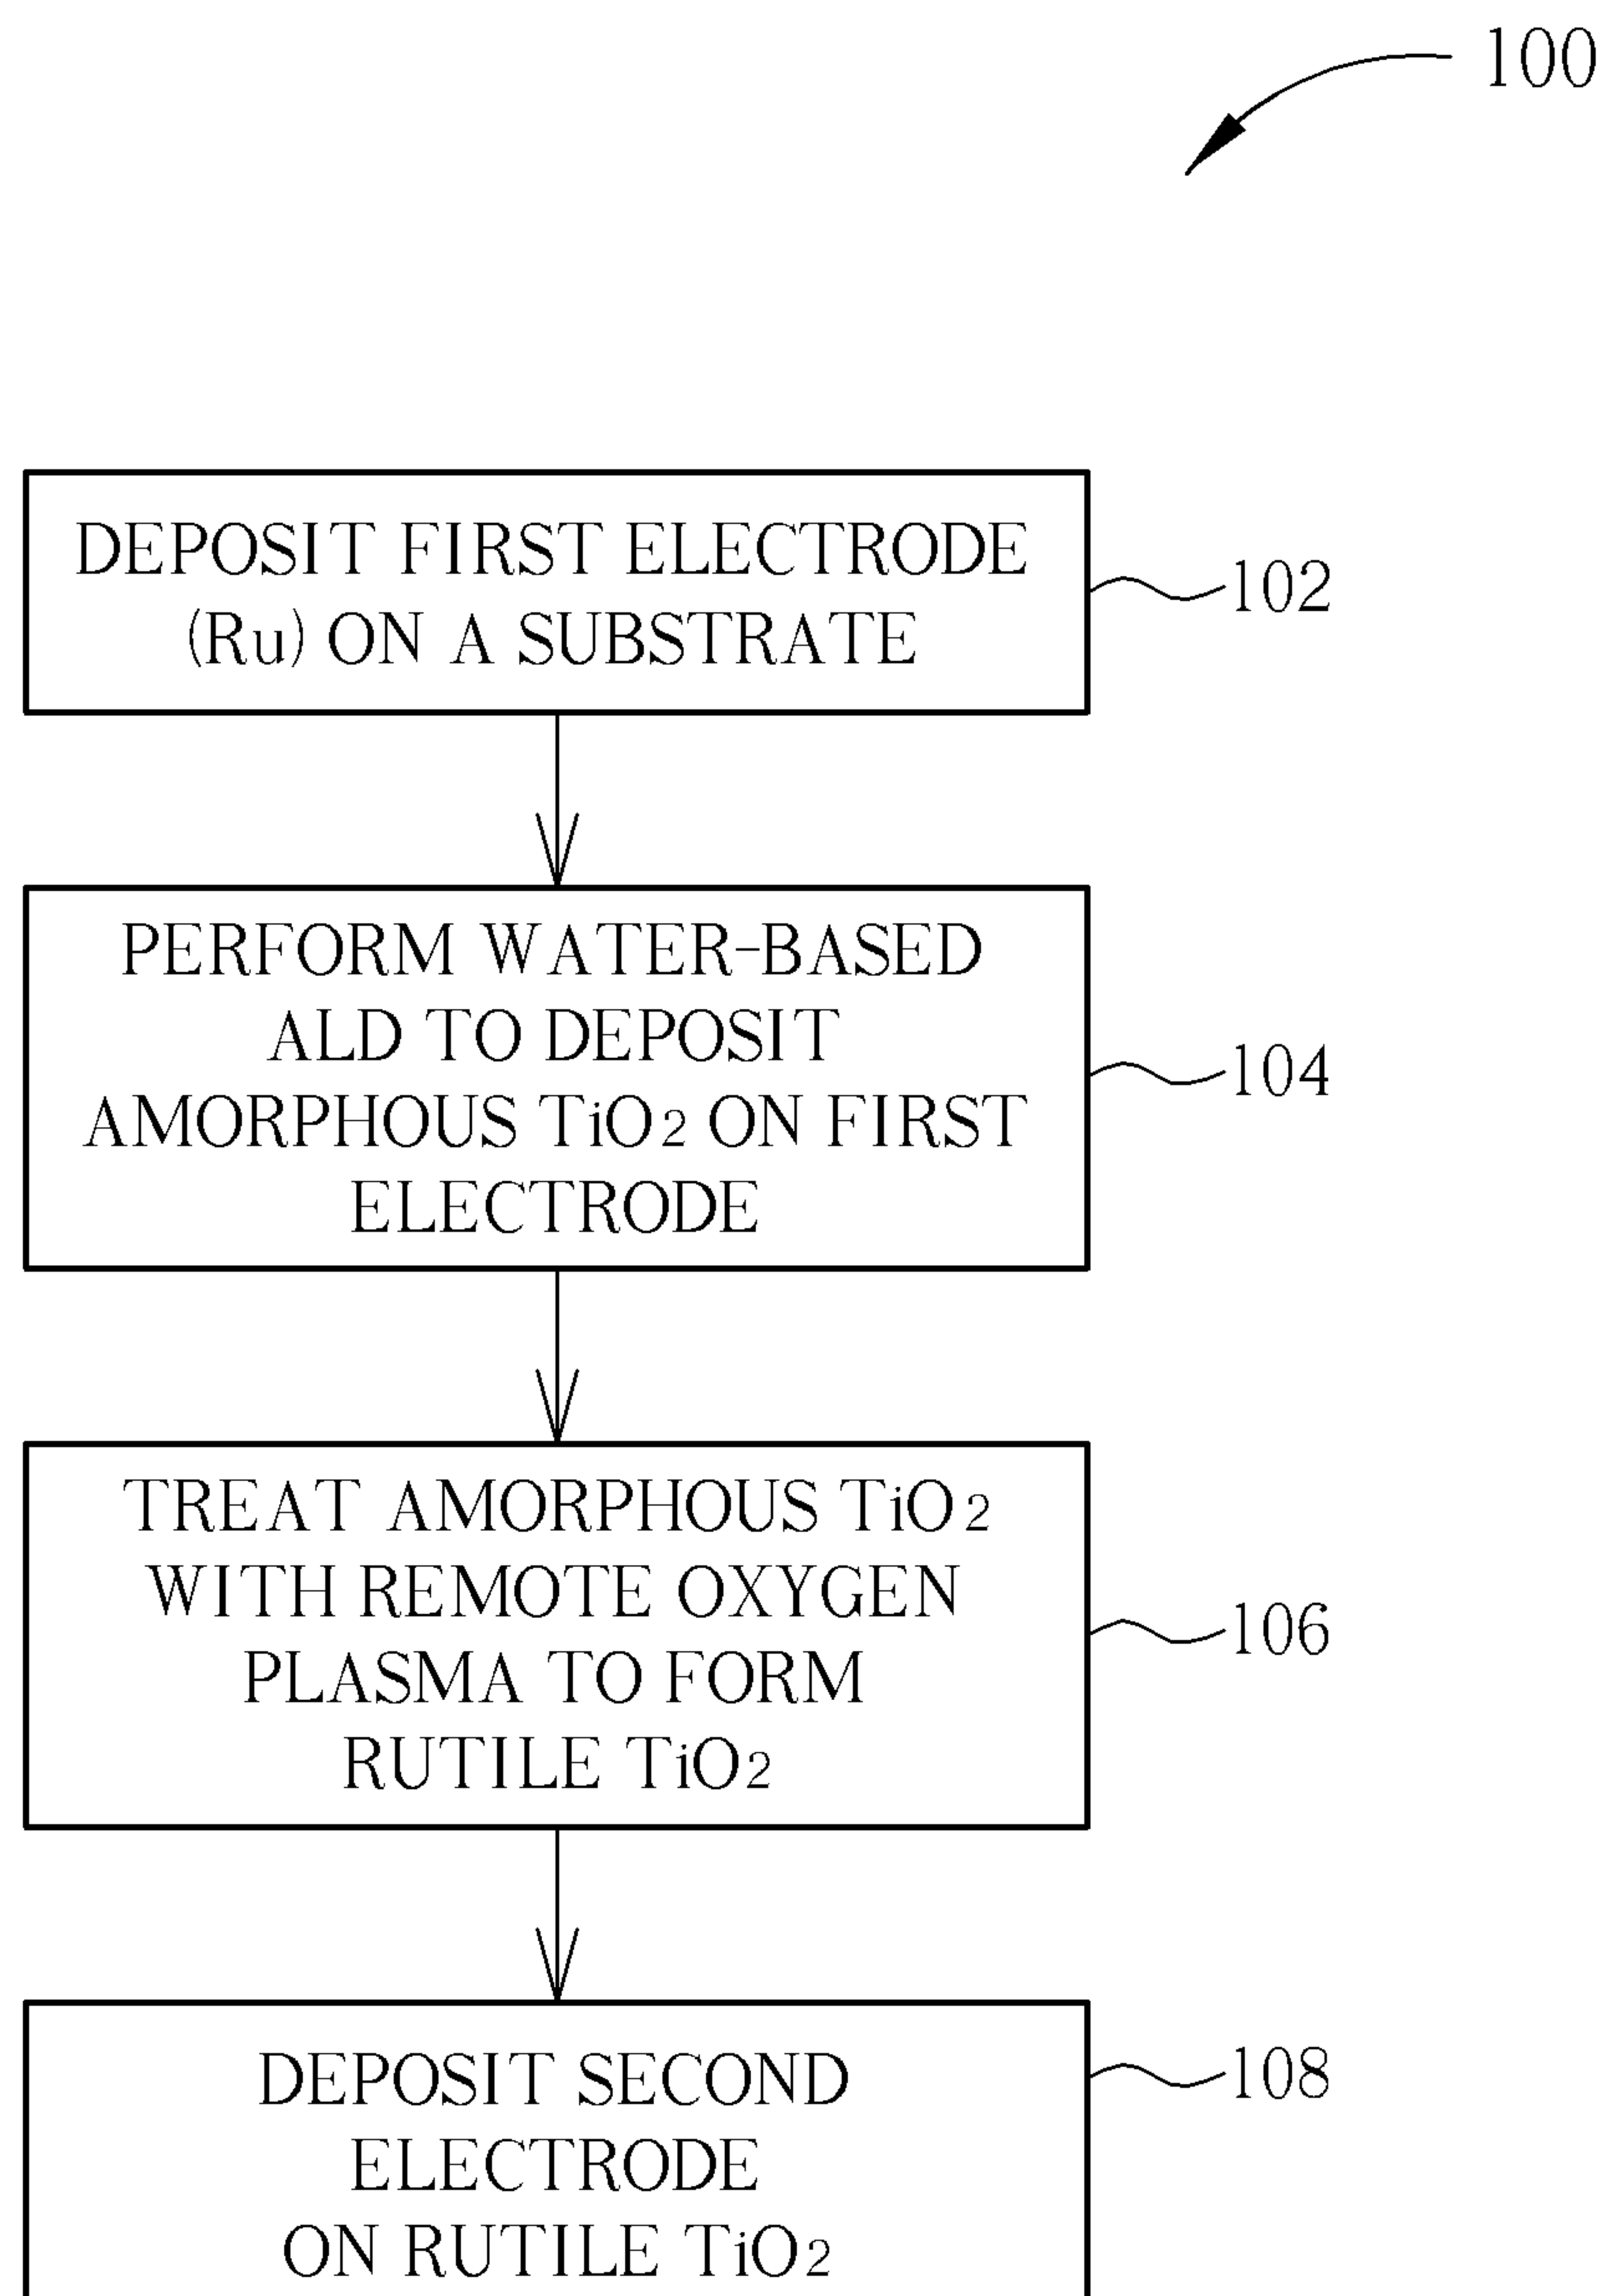 100
DEPOSIT FIRST ELECTRODE
(Ru) ON A SUBSTRATE
102
PERFORM WATER-BASED
ALD TO DEPOSIT
AMORPHOUS TiO2 ON FIRST
ELECTRODE
104
TREAT AMORPHOUS TiO2
WITH REMOTE OXYGEN
PLASMA TO FORM
RUTILE TiO2
106
DEPOSIT SECOND
ELECTRODE
ON RUTILE TiO2
108